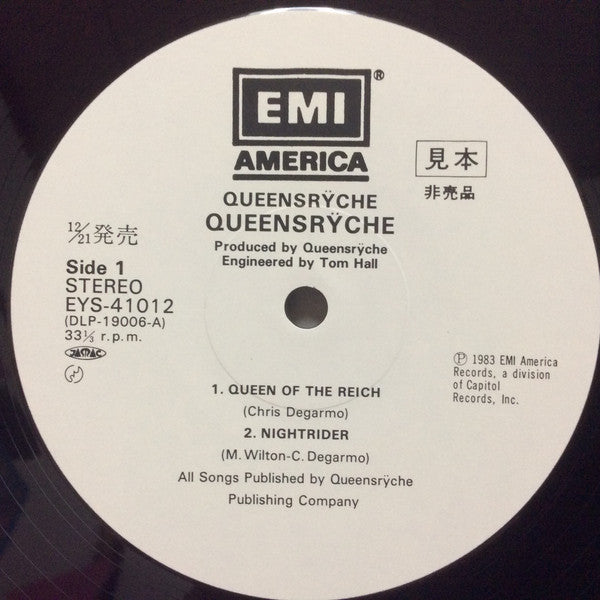 EMI
®
AMERICA
見本
非売品
QUEENSRŸCHE
QUEENSRŸCHE
12/21発売
Produced by Queensrÿche
Engineered by Tom Hall
Side 1
STEREO
EYS-41012
(DLP-19006-A)
33⅓ r.p.m.
JASRAC
Ⓟ 1983 EMI America
Records, a division
of Capitol
Records, Inc.
1. QUEEN OF THE REICH
(Chris Degarmo)
2. NIGHTRIDER
(M. Wilton-C. Degarmo)
All Songs Published by Queensrÿche
Publishing Company